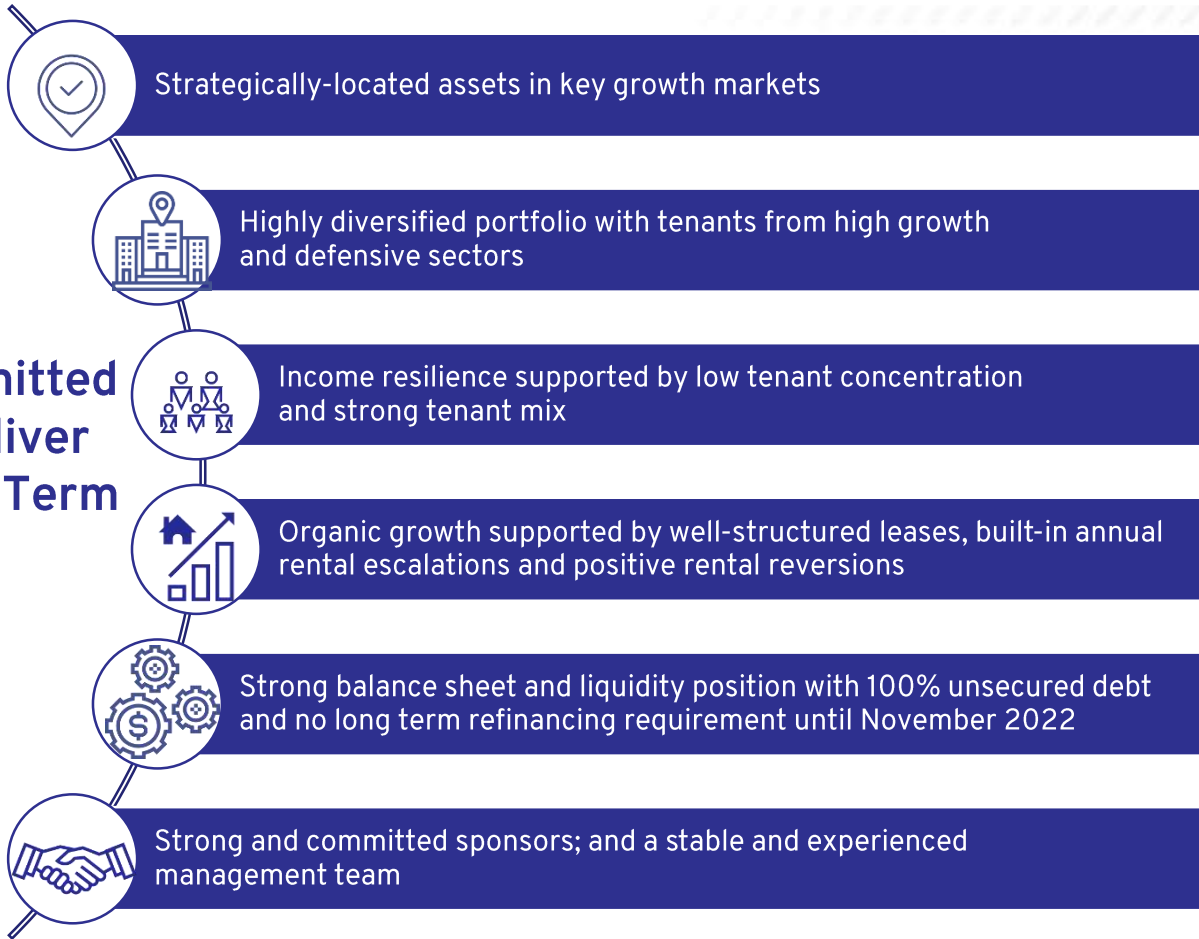 Strategically-located assets in key growth markets
Highly diversified portfolio with tenants from high growth
and defensive sectors
Income resilience supported by low tenant concentration
and strong tenant mix
Term
Organic growth supported by well-structured leases, built-in annual
rental escalations and positive rental reversions
$
Strong balance sheet and liquidity position with 100% unsecured debt
and no long term refinancing requirement until November 2022
Strong and committed sponsors; and a stable and experienced
management team